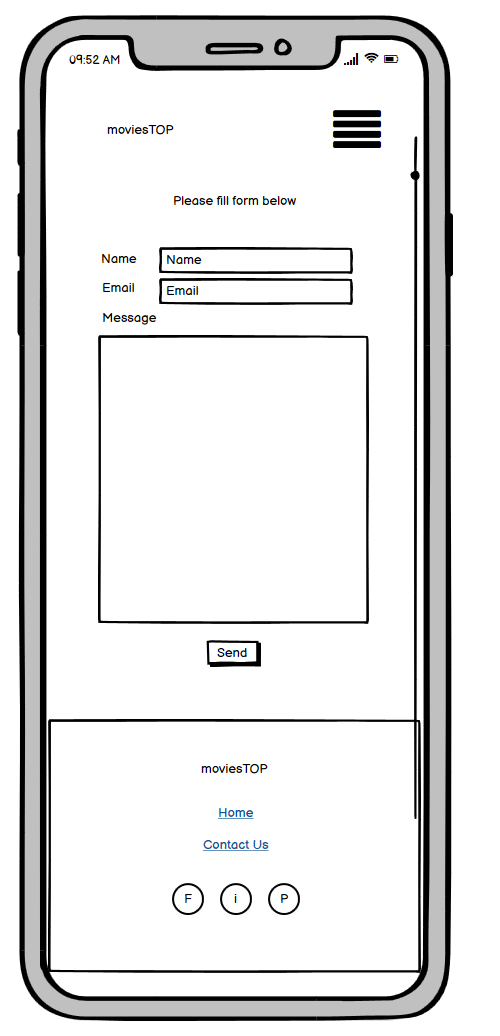 09:52 AM
moviesTOP
Please fill form below
Name Name
Email Email
Message
Send
moviesTOP
Home
Contact Us
F i P